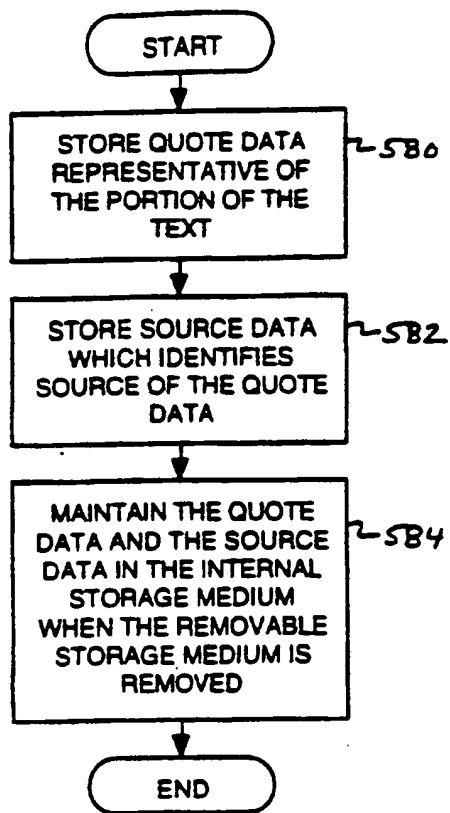 START
STORE QUOTE DATA
REPRESENTATIVE OF
THE PORTION OF THE
TEXT
580
STORE SOURCE DATA
WHICH IDENTIFIES
SOURCE OF THE QUOTE
DATA
582
MAINTAIN THE QUOTE
DATA AND THE SOURCE
DATA IN THE INTERNAL
STORAGE MEDIUM
WHEN THE REMOVABLE
STORAGE MEDIUM IS
REMOVED
584
END